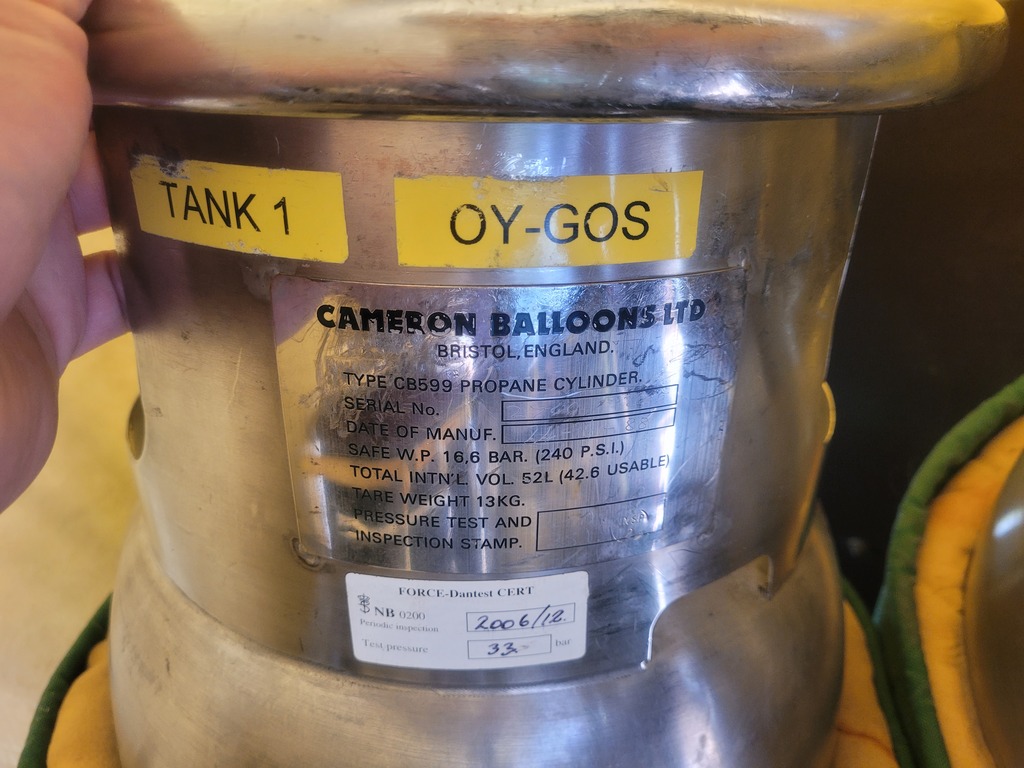 TANK 1
OY-GOS
CAMERON BALLOONS LTD
BRISTOL, ENGLAND.
TYPE CB599 PROPANE CYLINDER.
SERIAL No.
DATE OF MANUF.
SAFE W.P. 16,6 BAR. (240 P.S.I.)
TOTAL INTN'L. VOL. 52L (42.6 USABLE)
TARE WEIGHT 13KG.
PRESSURE TEST AND
INSPECTION STAMP.
FORCE-Dantest CERT
NB 0200
Periodic inspection 2006/12.
Test pressure 33.- bar